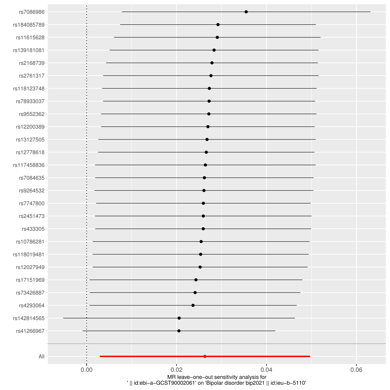 rs7086986
rs184085789
rs11615628
rs139181081
rs2168739
rs2761317
rs118123748
rs78933037
rs9552362
rs12200389
rs13127505
rs12778619
rs117458836
rs7084635
rs9264532
rs7747800
rs2451473
rs433305
rs10786281
rs118019481
rs12027949
rs17151969
rs73426887
rs4293064
rs142814565
rs41266967
All
0.00
0.02
0.04
0.06
MR leave−one−out sensitivity analysis for
' || id:ebi−a−GCST90002061' on 'Bipolar disorder bip2021 || id:ieu−b−5110'